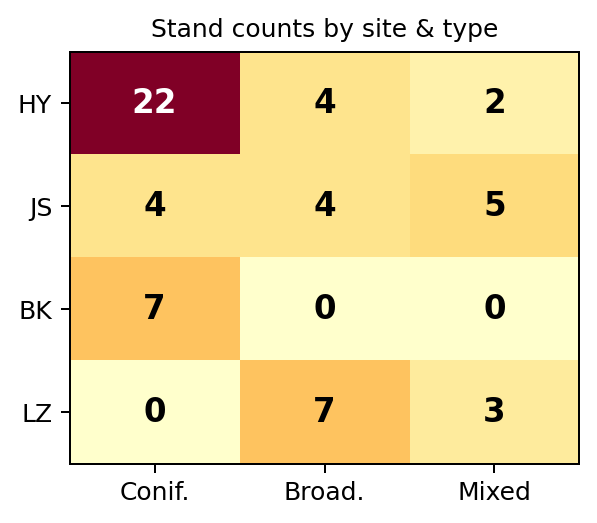 Stand counts by site & type
HY 22 4 2
JS 4 4 5
BK 7 0 0
LZ 0 7 3
Conif. Broad. Mixed